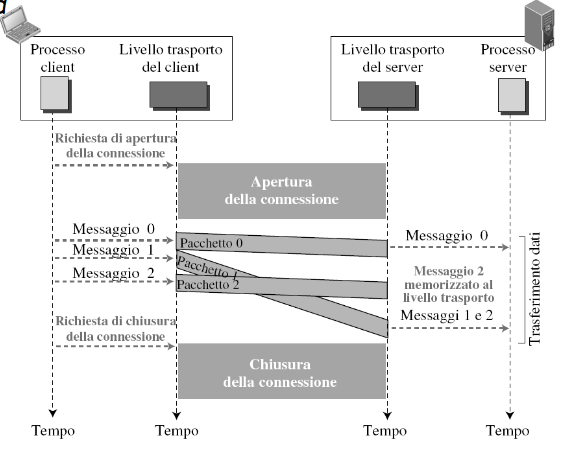 Processo
client
Livello trasporto
del client
Livello trasporto
del server
Processo
server
Richiesta di apertura
della connessione
Apertura
della connessione
Messaggio 0
Pacchetto 0
Messaggio 0
Messaggio 1
Pacchetto 1
Messaggio 2
Pacchetto 2
Messaggio 2
memorizzato al
livello trasporto
Messaggi 1 e 2
Trasferimento dati
Richiesta di chiusura
della connessione
Chiusura
della connessione
Tempo
Tempo
Tempo
Tempo